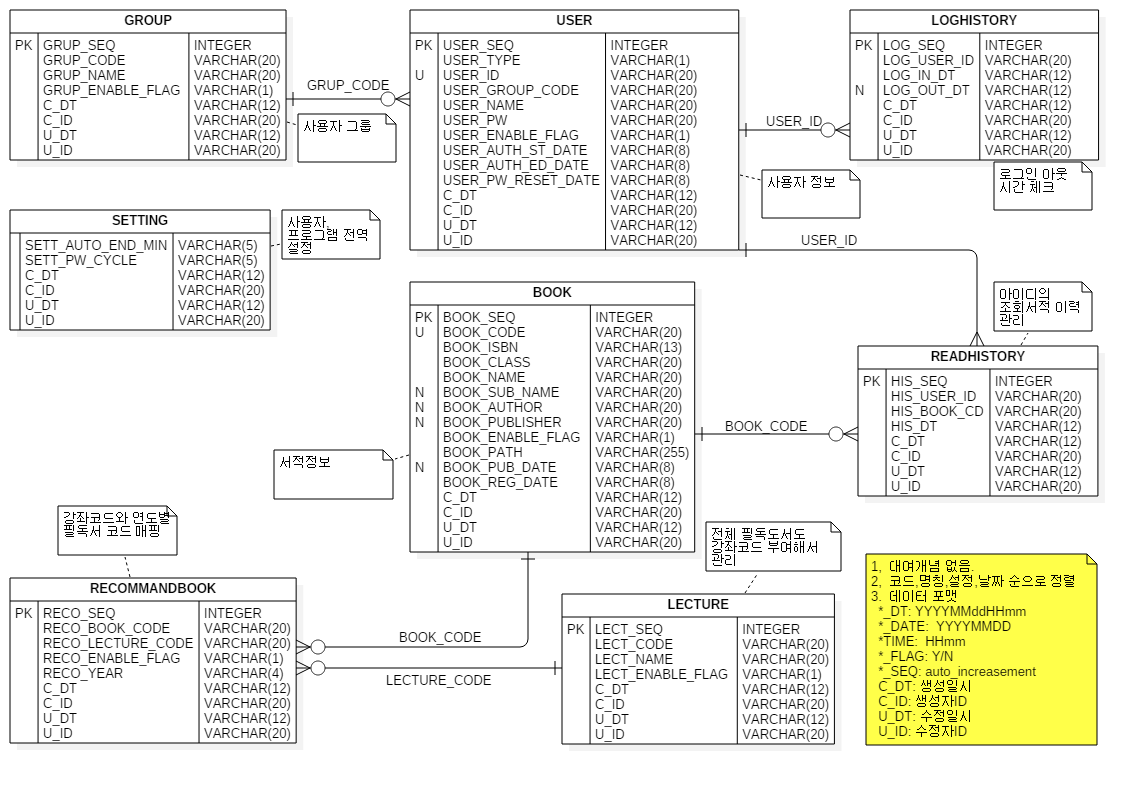 GROUP
PK GRUP_SEQ INTEGER
GRUP_CODE VARCHAR(20)
GRUP_NAME VARCHAR(20)
GRUP_ENABLE_FLAG VARCHAR(1)
C_DT VARCHAR(12)
C_ID VARCHAR(20)
U_DT VARCHAR(12)
U_ID VARCHAR(20)
GRUP_CODE
사용자 그룹
USER
PK USER_SEQ INTEGER
USER_TYPE VARCHAR(1)
U USER_ID VARCHAR(20)
USER_GROUP_CODE VARCHAR(20)
USER_NAME VARCHAR(20)
USER_PW VARCHAR(20)
USER_ENABLE_FLAG VARCHAR(1)
USER_AUTH_ST_DATE VARCHAR(8)
USER_AUTH_ED_DATE VARCHAR(8)
USER_PW_RESET_DATE VARCHAR(8)
C_DT VARCHAR(12)
C_ID VARCHAR(20)
U_DT VARCHAR(12)
U_ID VARCHAR(20)
USER_ID
사용자 정보
LOGHISTORY
PK LOG_SEQ INTEGER
LOG_USER_ID VARCHAR(20)
LOG_IN_DT VARCHAR(12)
N LOG_OUT_DT VARCHAR(12)
C_DT VARCHAR(12)
C_ID VARCHAR(20)
U_DT VARCHAR(12)
U_ID VARCHAR(20)
로그인 아웃
시간 체크
SETTING
SETT_AUTO_END_MIN VARCHAR(5)
SETT_PW_CYCLE VARCHAR(5)
C_DT VARCHAR(12)
C_ID VARCHAR(20)
U_DT VARCHAR(12)
U_ID VARCHAR(20)
사용자,
프로그램 전역
설정
USER_ID
BOOK
PK BOOK_SEQ INTEGER
U BOOK_CODE VARCHAR(20)
BOOK_ISBN VARCHAR(13)
BOOK_CLASS VARCHAR(20)
BOOK_NAME VARCHAR(20)
N BOOK_SUB_NAME VARCHAR(20)
N BOOK_AUTHOR VARCHAR(20)
N BOOK_PUBLISHER VARCHAR(20)
BOOK_ENABLE_FLAG VARCHAR(1)
BOOK_PATH VARCHAR(255)
N BOOK_PUB_DATE VARCHAR(8)
BOOK_REG_DATE VARCHAR(8)
C_DT VARCHAR(12)
C_ID VARCHAR(20)
U_DT VARCHAR(12)
U_ID VARCHAR(20)
서적정보
BOOK_CODE
아이디의
조회서적 이력
관리
READHISTORY
PK HIS_SEQ INTEGER
HIS_USER_ID VARCHAR(20)
HIS_BOOK_CD VARCHAR(20)
HIS_DT VARCHAR(12)
C_DT VARCHAR(12)
C_ID VARCHAR(20)
U_DT VARCHAR(12)
U_ID VARCHAR(20)
강좌코드와 연도별
필독서 코드 매핑
RECOMMANDBOOK
PK RECO_SEQ INTEGER
RECO_BOOK_CODE VARCHAR(20)
RECO_LECTURE_CODE VARCHAR(20)
RECO_ENABLE_FLAG VARCHAR(1)
RECO_YEAR VARCHAR(4)
C_DT VARCHAR(12)
C_ID VARCHAR(20)
U_DT VARCHAR(12)
U_ID VARCHAR(20)
BOOK_CODE
LECTURE_CODE
전체 필독도서도
강좌코드 부여해서
관리
LECTURE
PK LECT_SEQ INTEGER
LECT_CODE VARCHAR(20)
LECT_NAME VARCHAR(20)
LECT_ENABLE_FLAG VARCHAR(1)
C_DT VARCHAR(12)
C_ID VARCHAR(20)
U_DT VARCHAR(12)
U_ID VARCHAR(20)
1, 대여개념 없음.
2, 코드,명칭,설정,날짜 순으로 정렬
3. 데이터 포맷
*_DT: YYYYMMddHHmm
*_DATE: YYYYMMDD
*TIME: HHmm
*_FLAG: Y/N
*_SEQ: auto_increasement
C_DT: 생성일시
C_ID: 생성자ID
U_DT: 수정일시
U_ID: 수정자ID